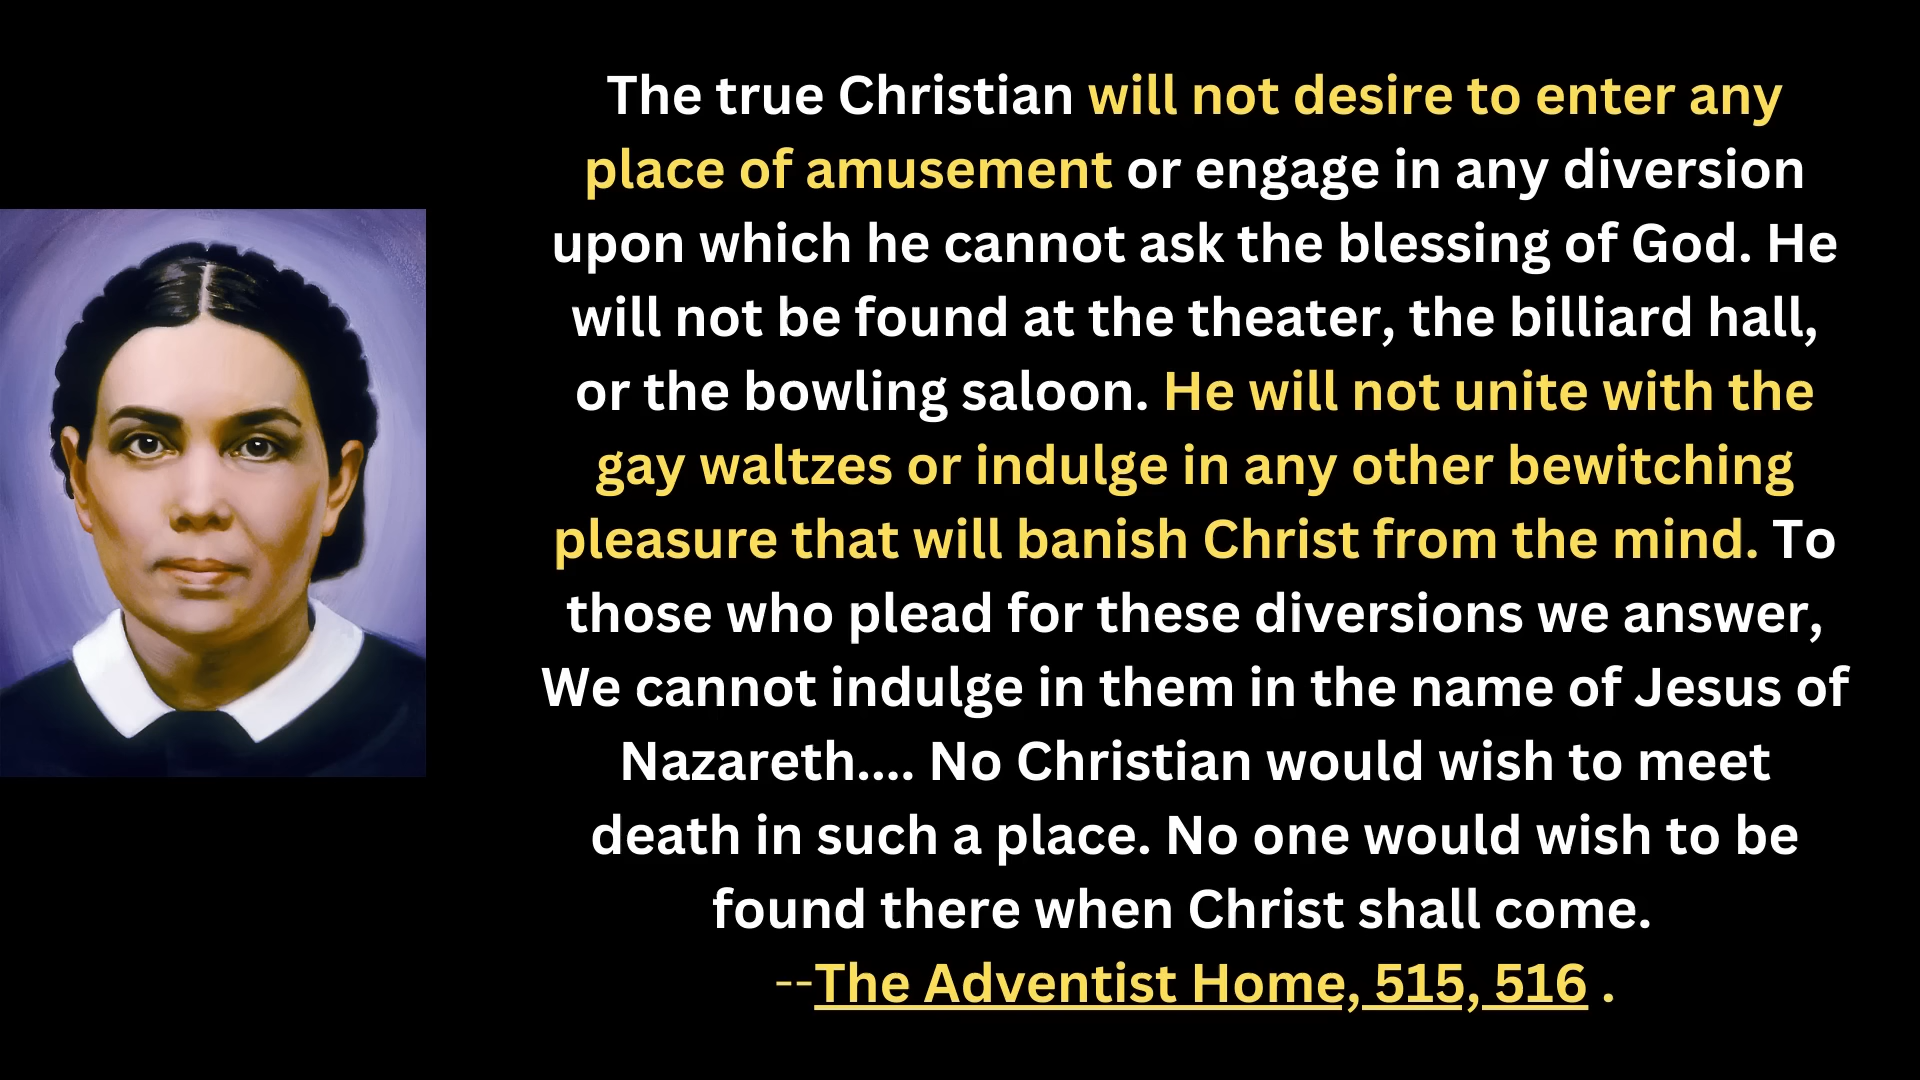 The true Christian will not desire to enter any
place of amusement or engage in any diversion
upon which he cannot ask the blessing of God. He
will not be found at the theater, the billiard hall,
or the bowling saloon. He will not unite with the
gay waltzes or indulge in any other bewitching
pleasure that will banish Christ from the mind. To
those who plead for these diversions we answer,
We cannot indulge in them in the name of Jesus of
Nazareth.... No Christian would wish to meet
death in such a place. No one would wish to be
found there when Christ shall come.
--The Adventist Home, 515, 516 .